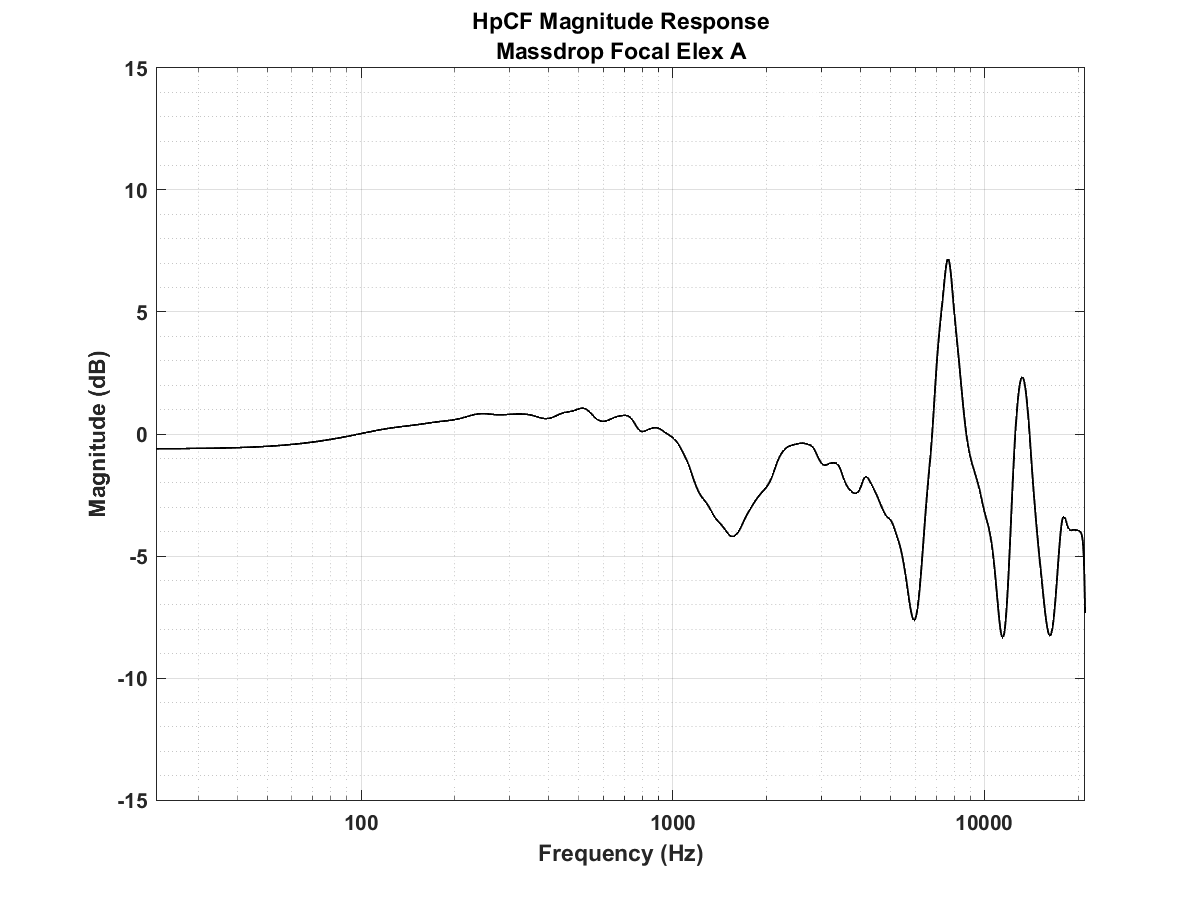 HpCF Magnitude Response
Massdrop Focal Elex A
15
10
5
0
-5
-10
-15
Magnitude (dB)
100
1000
10000
Frequency (Hz)